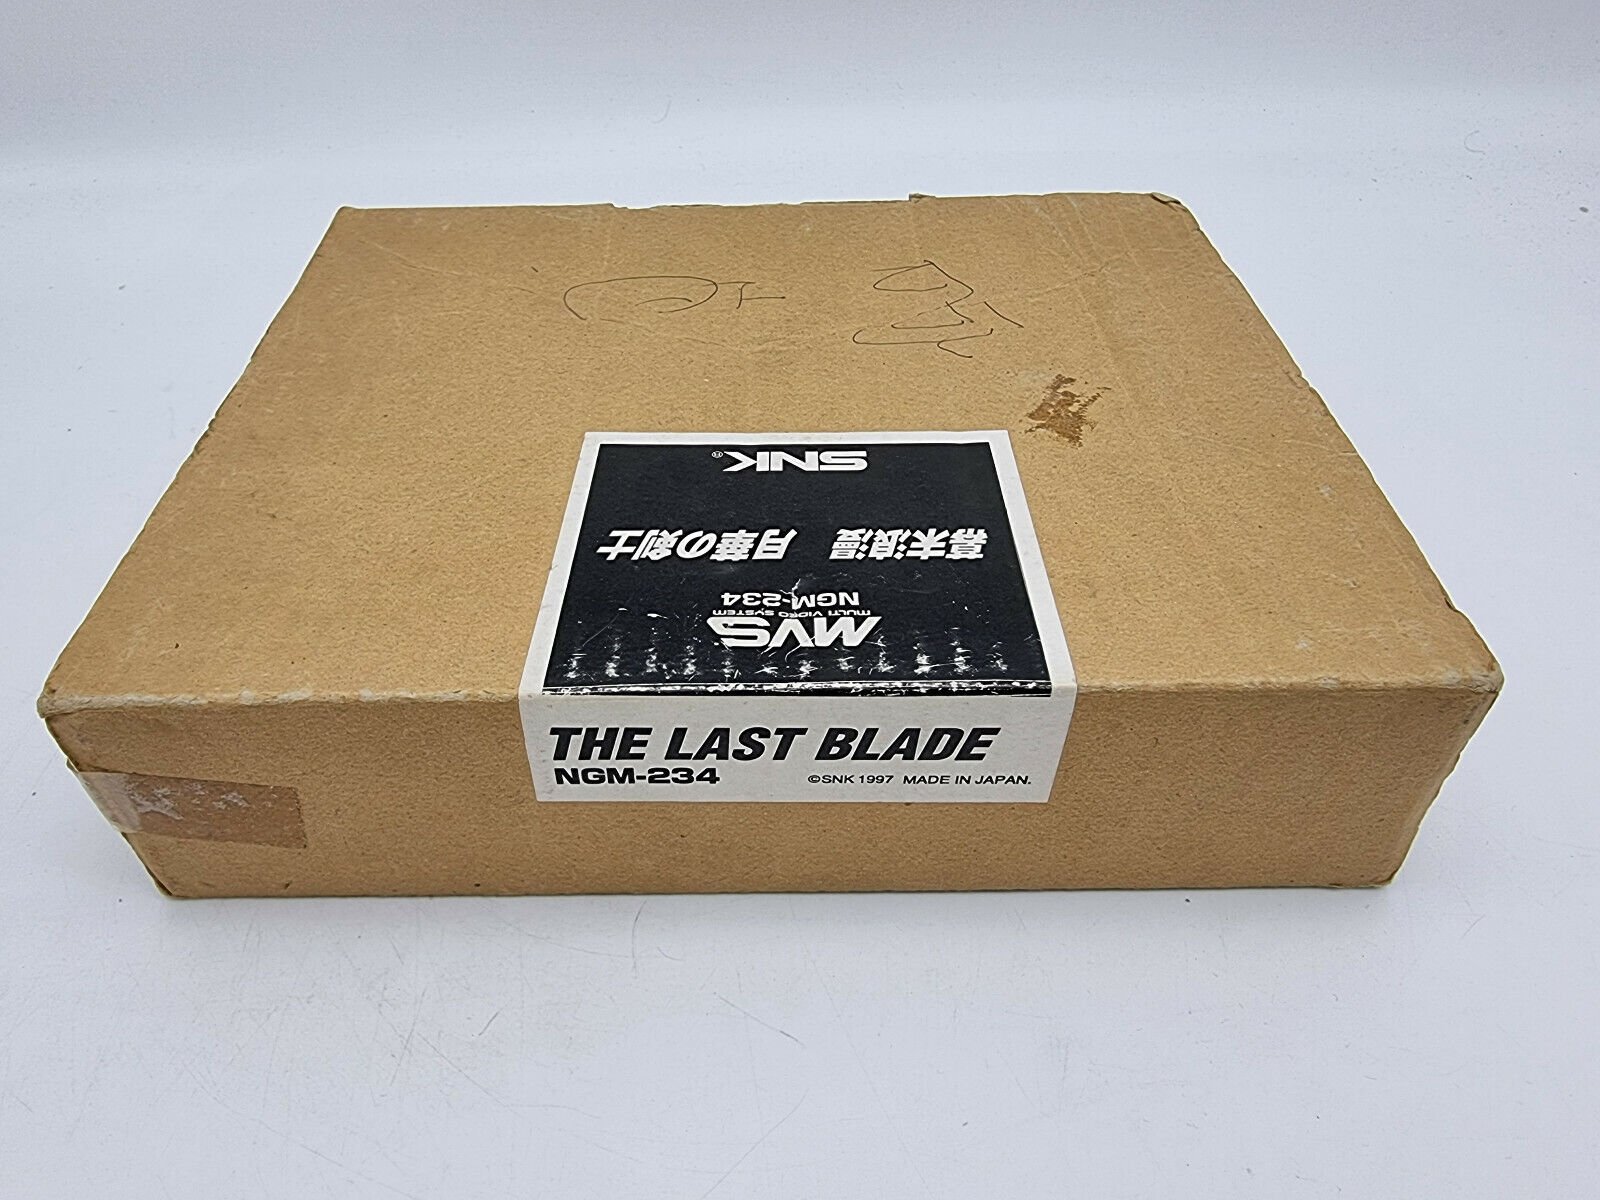 SNK®
幕末浪漫 月華の剣士
NGM-234
MULTI VIDEO SYSTEM
MVS
THE LAST BLADE
NGM-234
©SNK 1997 MADE IN JAPAN.